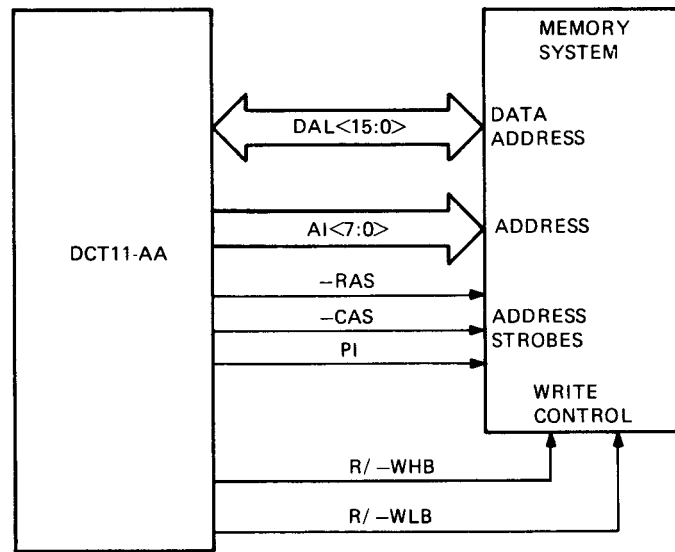 MEMORY
SYSTEM
DAL<15:0>
DATA
ADDRESS
AI<7:0>
ADDRESS
DCT11-AA
−RAS
−CAS
ADDRESS
STROBES
PI
WRITE
CONTROL
R/ −WHB
R/ −WLB